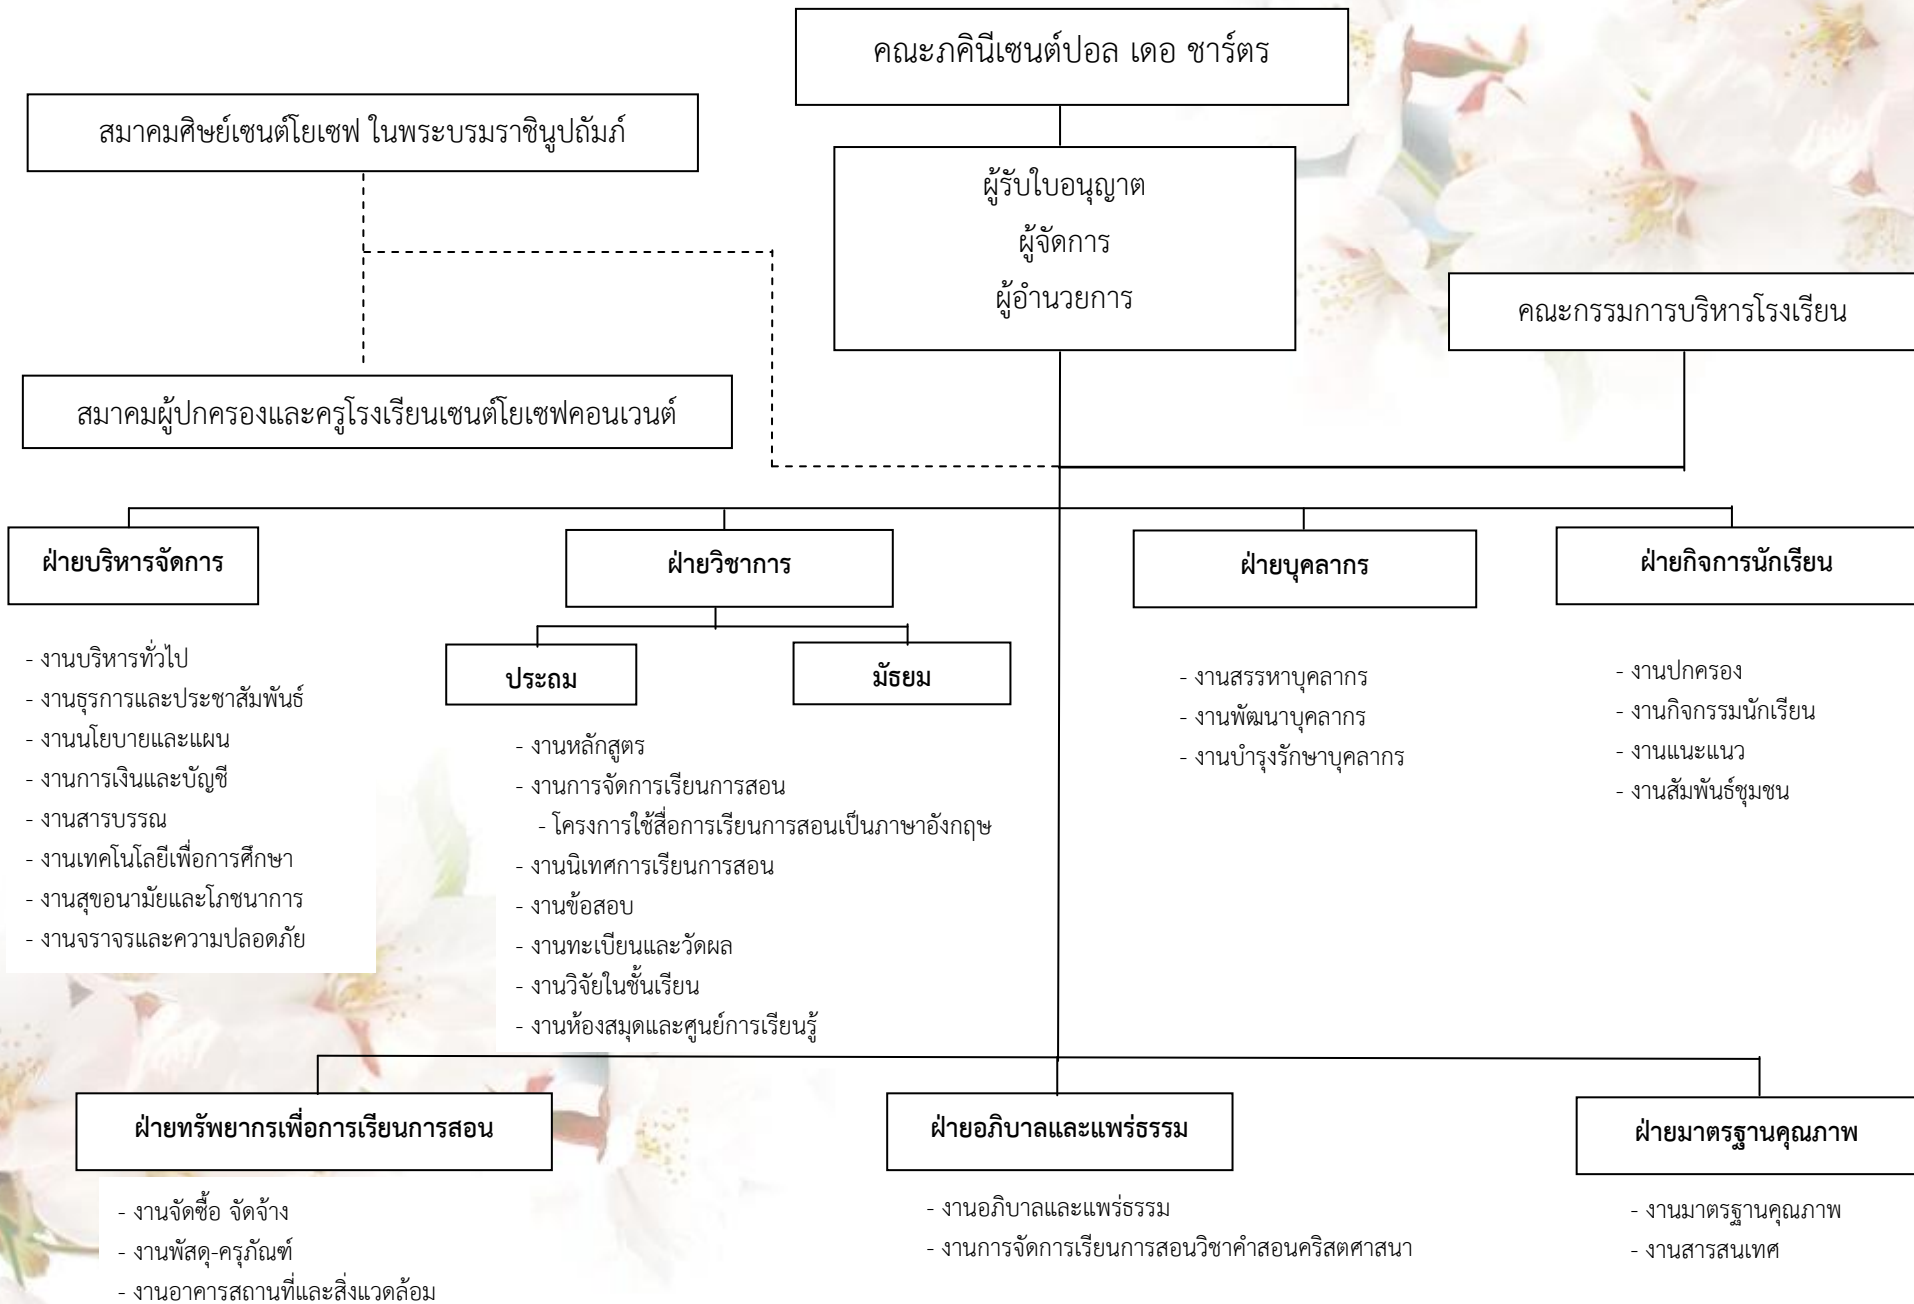 คณะภคินีเซนต์ปอล เดอ ชาร์ตร
สมาคมศิษย์เซนต์โยเซฟ ในพระบรมราชินูปถัมภ์
ผู้รับใบอนุญาต
ผู้จัดการ
ผู้อำนวยการ
คณะกรรมการบริหารโรงเรียน
สมาคมผู้ปกครองและครูโรงเรียนเซนต์โยเซฟคอนเวนต์
ฝ่ายบริหารจัดการ
- งานบริหารทั่วไป
- งานธุรการและประชาสัมพันธ์
- งานนโยบายและแผน
- งานการเงินและบัญชี
- งานสารบรรณ
- งานเทคโนโลยีเพื่อการศึกษา
- งานสุขอนามัยและโภชนาการ
- งานจราจรและความปลอดภัย
ฝ่ายวิชาการ
ประถม
มัธยม
- งานหลักสูตร
- งานการจัดการเรียนการสอน
- โครงการใช้สื่อการเรียนการสอนเป็นภาษาอังกฤษ
- งานนิเทศการเรียนการสอน
- งานข้อสอบ
- งานทะเบียนและวัดผล
- งานวิจัยในชั้นเรียน
- งานห้องสมุดและศูนย์การเรียนรู้
ฝ่ายบุคลากร
- งานสรรหาบุคลากร
- งานพัฒนาบุคลากร
- งานบำรุงรักษาบุคลากร
ฝ่ายกิจการนักเรียน
- งานปกครอง
- งานกิจกรรมนักเรียน
- งานแนะแนว
- งานสัมพันธ์ชุมชน
ฝ่ายทรัพยากรเพื่อการเรียนการสอน
- งานจัดซื้อ จัดจ้าง
- งานพัสดุ-ครุภัณฑ์
- งานอาคารสถานที่และสิ่งแวดล้อม
ฝ่ายอภิบาลและแพร่ธรรม
- งานอภิบาลและแพร่ธรรม
- งานการจัดการเรียนการสอนวิชาคำสอนคริสตศาสนา
ฝ่ายมาตรฐานคุณภาพ
- งานมาตรฐานคุณภาพ
- งานสารสนเทศ